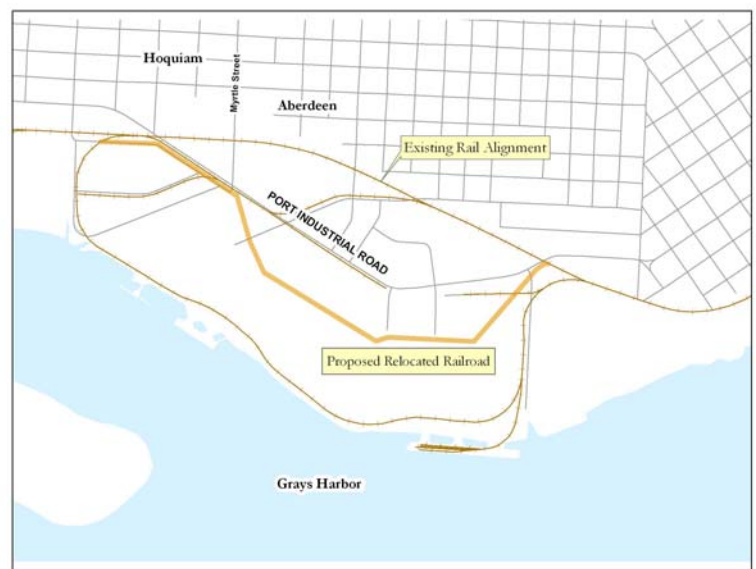 Hoquiam
Myrtle Street
Aberdeen
Existing Rail Alignment
PORT INDUSTRIAL ROAD
Proposed Relocated Railroad
Grays Harbor